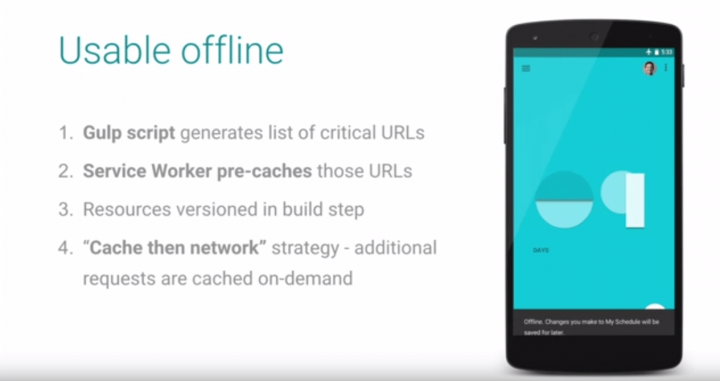 Usable offline
1. Gulp script generates list of critical URLs
2. Service Worker pre-caches those URLs
3. Resources versioned in build step
4. “Cache then network” strategy - additional
requests are cached on-demand
5:33
DAYS
Offline. Changes you make to My Schedule will be
saved for later.